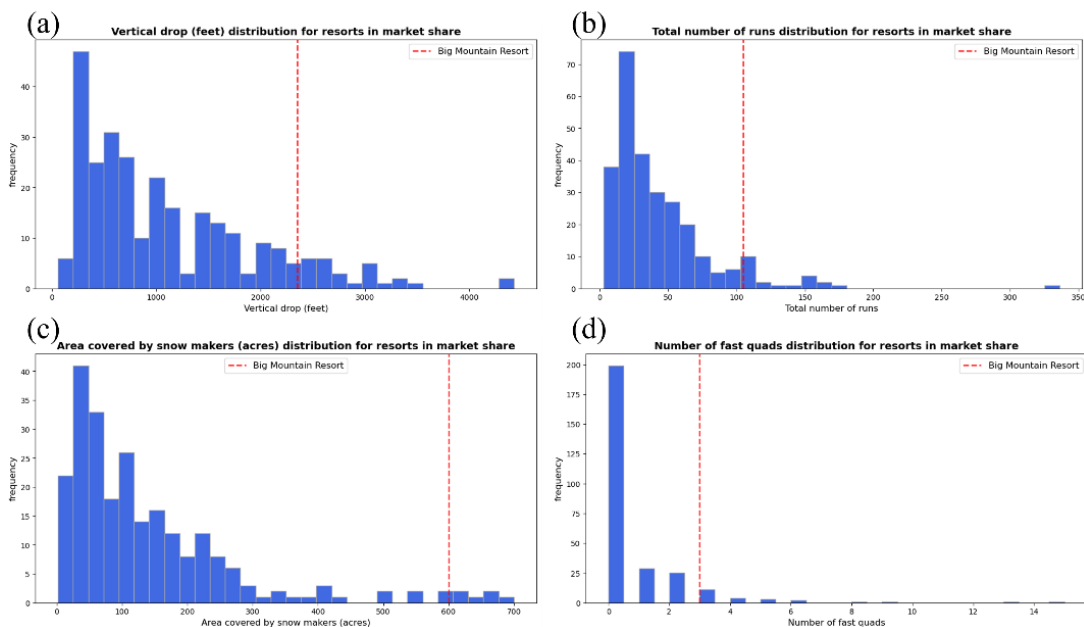 (a)
Vertical drop (feet) distribution for resorts in market share
Big Mountain Resort
frequency
40
30
20
10
0
0 1000 2000 3000 4000
Vertical drop (feet)
(b)
Total number of runs distribution for resorts in market share
Big Mountain Resort
frequency
70
60
50
40
30
20
10
0
0 50 100 150 200 250 300 350
Total number of runs
(c)
Area covered by snow makers (acres) distribution for resorts in market share
Big Mountain Resort
frequency
40
35
30
25
20
15
10
5
0
0 100 200 300 400 500 600 700
Area covered by snow makers (acres)
(d)
Number of fast quads distribution for resorts in market share
Big Mountain Resort
frequency
200
175
150
125
100
75
50
25
0
0 2 4 6 8 10 12 14
Number of fast quads